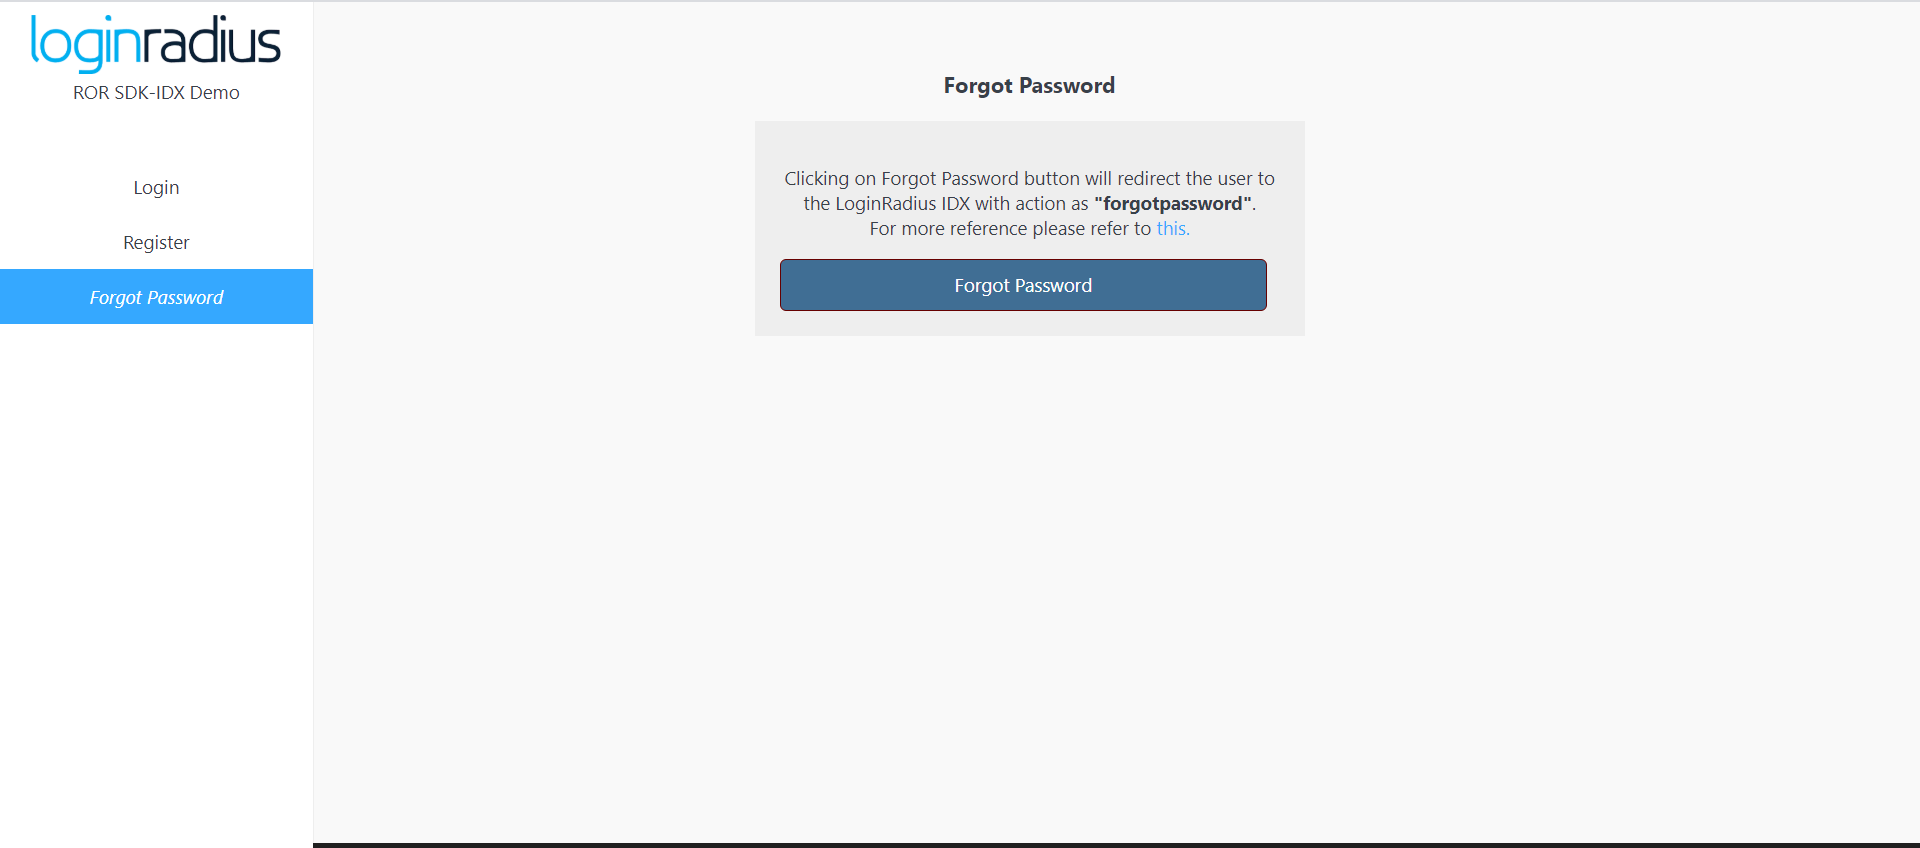 loginradius
ROR SDK-IDX Demo
Login
Register
Forgot Password
Forgot Password
Clicking on Forgot Password button will redirect the user to
the LoginRadius IDX with action as "forgotpassword".
For more reference please refer to this.
Forgot Password